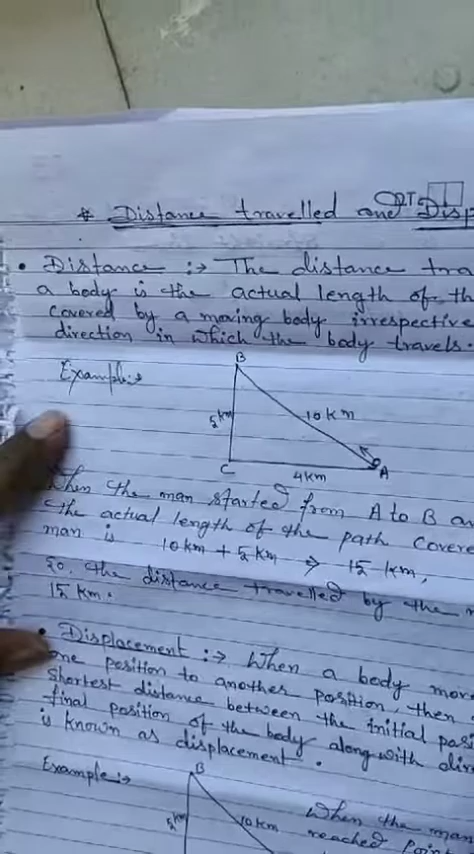 * Distance travelled and Disp
• Distance :→ The distance tra
a body is the actual length of th
covered by a moving body irrespective
direction in which the body travels.
Example :→
B
5km
10km
C
4km
A
When the man started from A to B an
the actual length of the path covere
man is 10km + 5km ⇒ 15 km,
So, the distance travelled by the
15 km.
• Displacement :→ When a body mov
one position to another position, then
shortest distance between the initial posi
final position of the body along with dire
is known as displacement.
Example :→
B
5km
10km
When the man
reached Point